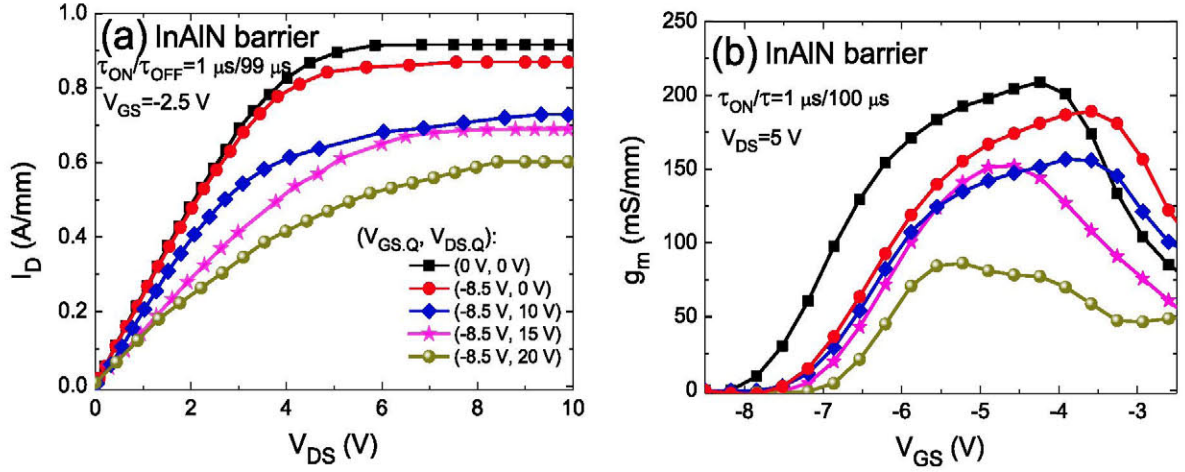 (a) InAlN barrier
τON/τOFF=1 μs/99 μs
VGS=-2.5 V
(VGS.Q, VDS.Q):
(0 V, 0 V)
(-8.5 V, 0 V)
(-8.5 V, 10 V)
(-8.5 V, 15 V)
(-8.5 V, 20 V)
ID (A/mm)
1.0
0.8
0.6
0.4
0.2
0.0
0 2 4 6 8 10
VDS (V)
(b) InAlN barrier
τON/τ=1 μs/100 μs
VDS=5 V
gm (mS/mm)
250
200
150
100
50
0
-8 -7 -6 -5 -4 -3
VGS (V)